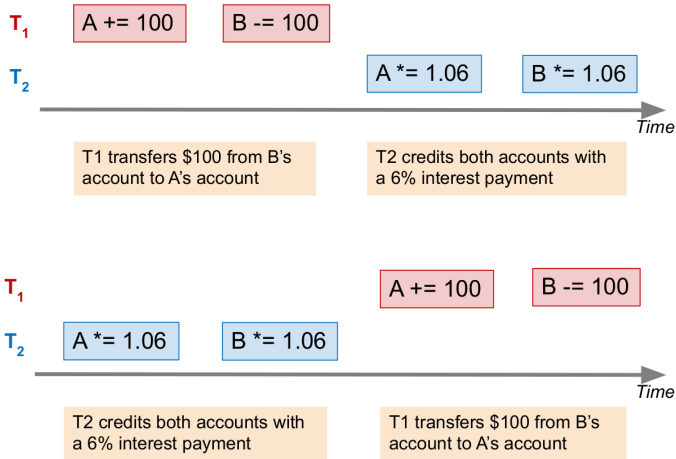 T1 A += 100 B -= 100
T2 A *= 1.06 B *= 1.06
Time
T1 transfers $100 from B’s
account to A’s account
T2 credits both accounts with
a 6% interest payment
T1 A += 100 B -= 100
T2 A *= 1.06 B *= 1.06
Time
T2 credits both accounts with
a 6% interest payment
T1 transfers $100 from B’s
account to A’s account